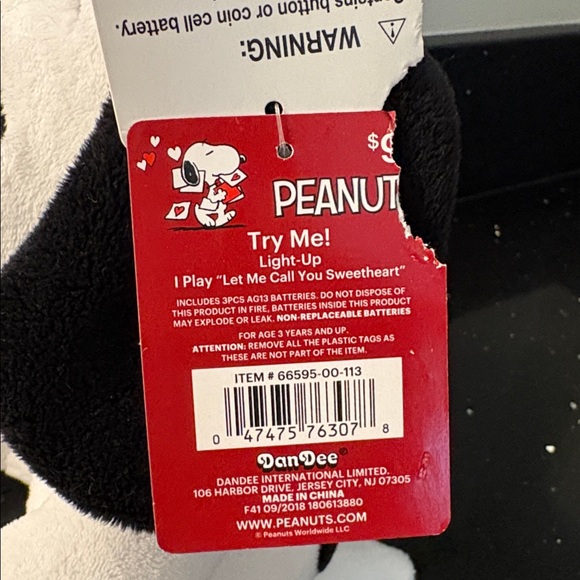 WARNING:
button or coin cell battery.
$9
PEANUT
Try Me!
Light-Up
I Play "Let Me Call You Sweetheart"
INCLUDES 3PCS AG13 BATTERIES. DO NOT DISPOSE OF
THIS PRODUCT IN FIRE, BATTERIES INSIDE THIS PRODUCT
MAY EXPLODE OR LEAK. NON-REPLACEABLE BATTERIES
FOR AGE 3 YEARS AND UP.
ATTENTION: REMOVE ALL THE PLASTIC TAGS AS
THESE ARE NOT PART OF THE ITEM.
ITEM # 66595-00-113
0 47475 76307 8
DanDee®
DANDEE INTERNATIONAL LIMITED.
106 HARBOR DRIVE, JERSEY CITY, NJ 07305
MADE IN CHINA
F41 09/2018 180613880
WWW.PEANUTS.COM
© Peanuts Worldwide LLC